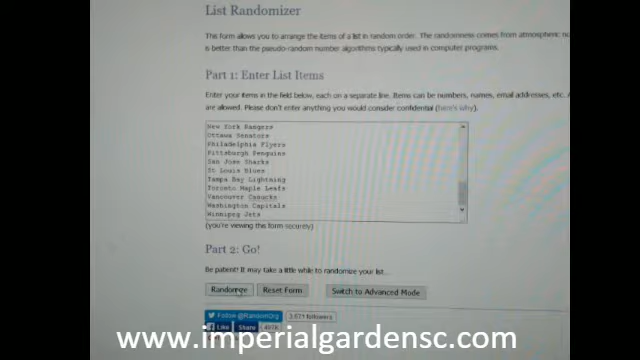 List Randomizer
This form allows you to arrange the items of a list in random order. The randomness comes from atmospheric
is better than the pseudo-random number algorithms typically used in computer programs.
Part 1: Enter List Items
Enter your items in the field below, each on a separate line. Items can be numbers, names, email addresses, etc.
are allowed. Please don't enter anything you would consider confidential (here's why).
New York Rangers
Ottawa Senators
Philadelphia Flyers
Pittsburgh Penguins
San Jose Sharks
St Louis Blues
Tampa Bay Lightning
Toronto Maple Leafs
Vancouver Canucks
Washington Capitals
Winnipeg Jets
(you're viewing this form securely)
Part 2: Go!
Be patient! It may take a little while to randomize your list...
Randomize Reset Form Switch to Advanced Mode
Follow @RandomOrg 3,671 followers
Like Share
www.imperialgardensc.com